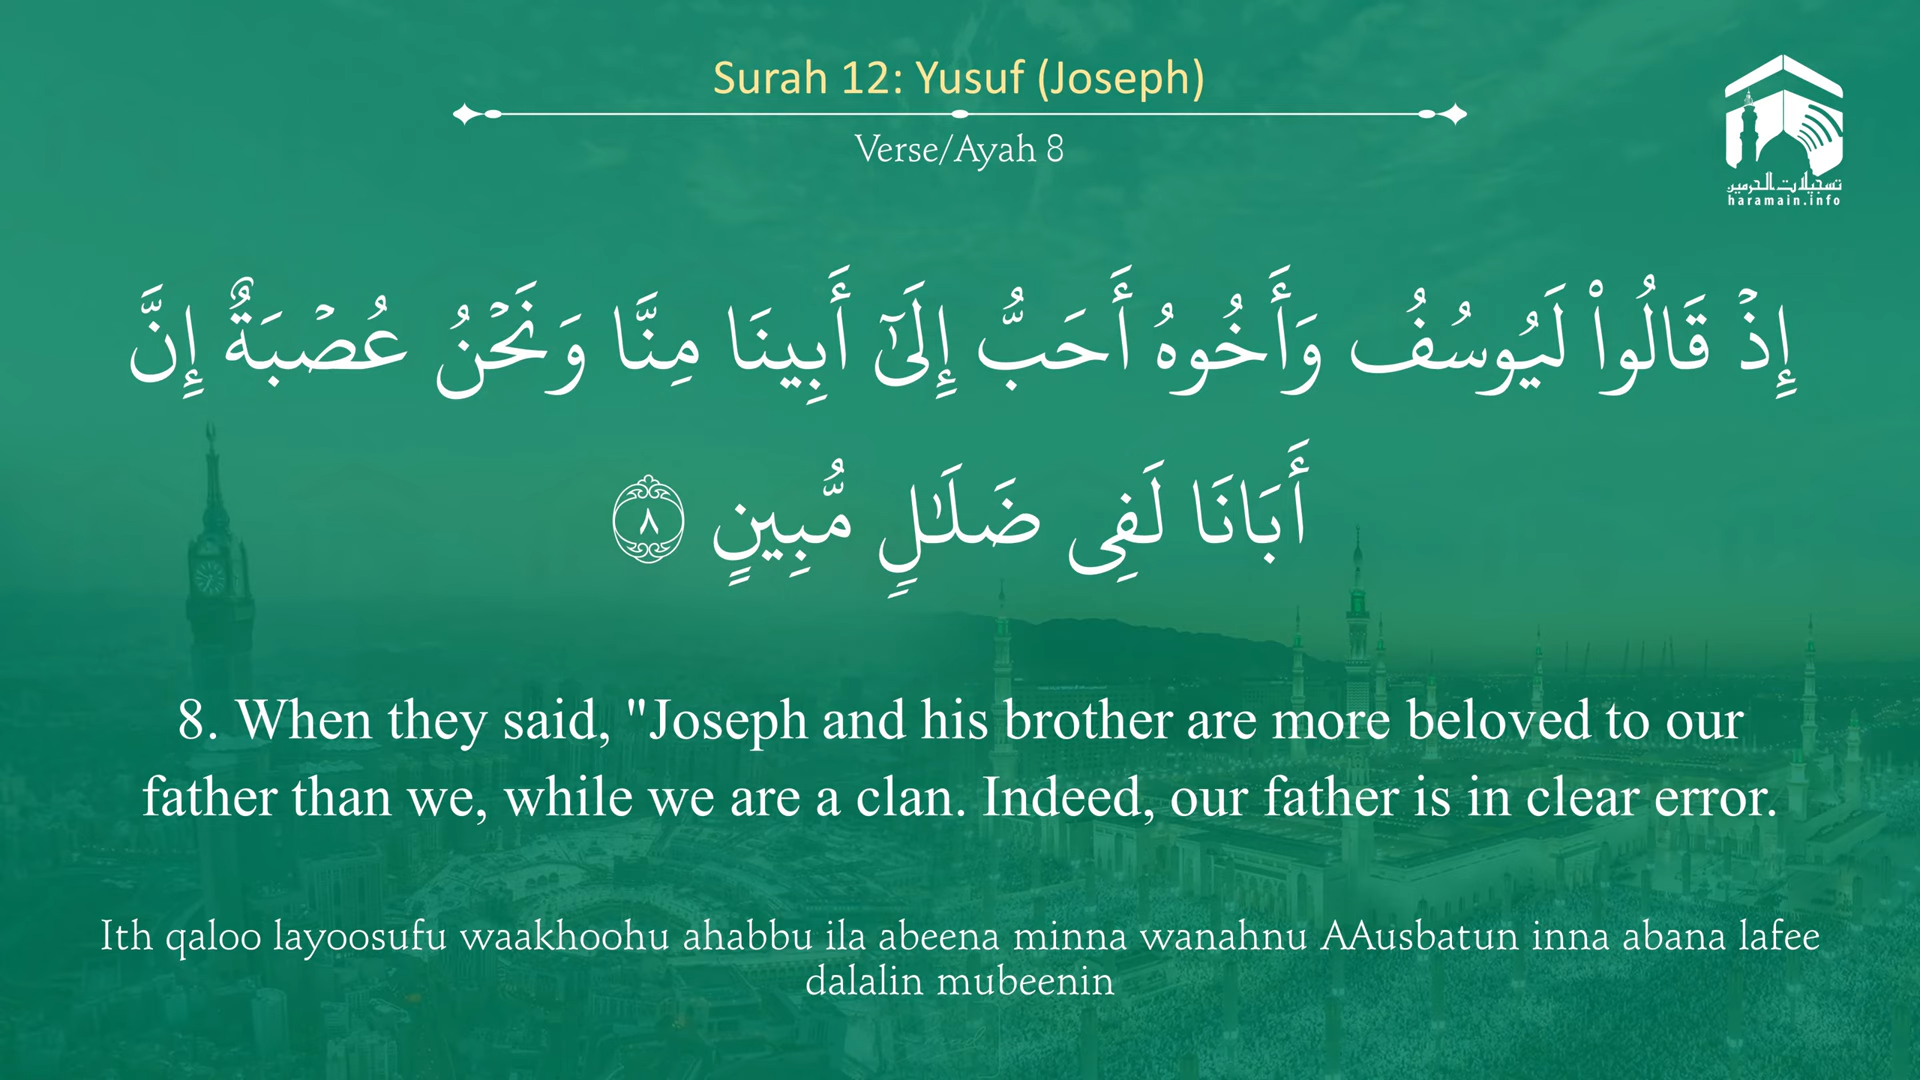 Surah 12: Yusuf (Joseph)
Verse/Ayah 8
تسجيلات الحرمين
haramain.info
إِذْ قَالُوا۟ لَيُوسُفُ وَأَخُوهُ أَحَبُّ إِلَىٰٓ أَبِينَا مِنَّا وَنَحْنُ عُصْبَةٌ إِنَّ
أَبَانَا لَفِى ضَلَـٰلٍ مُّبِينٍ ٨
8. When they said, "Joseph and his brother are more beloved to our
father than we, while we are a clan. Indeed, our father is in clear error.
Ith qaloo layoosufu waakhoohu ahabbu ila abeena minna wanahnu AAusbatun inna abana lafee
dalalin mubeenin